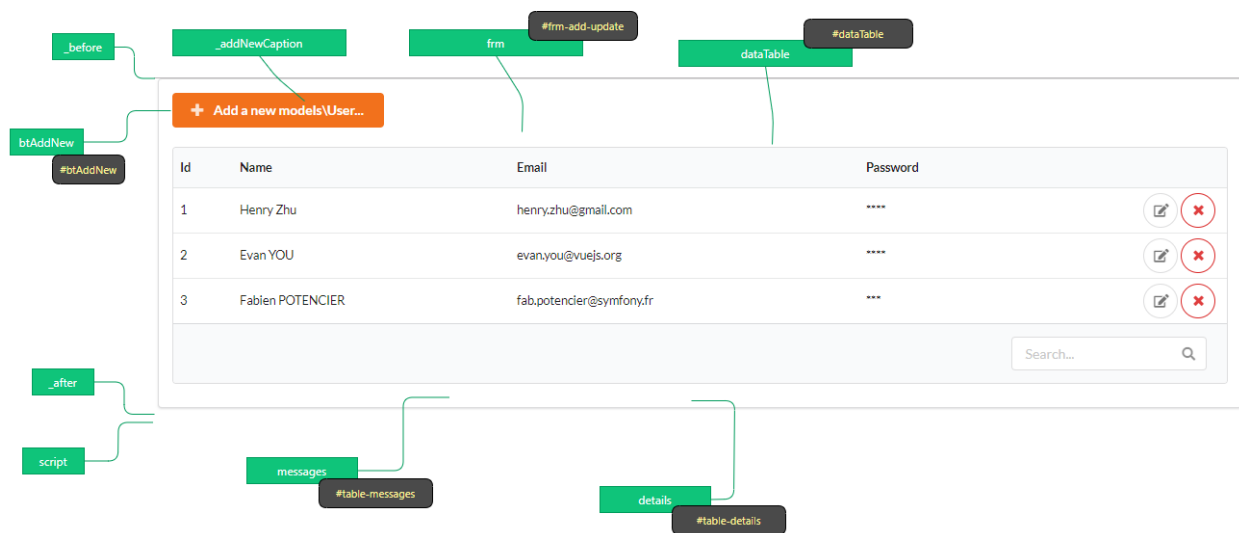 #frm-add-update
#dataTable
_before
_addNewCaption
frm
dataTable
Add a new models\User...
btAddNew
#btAddNew
Id Name Email Password
1 Henry Zhu henry.zhu@gmail.com ****
2 Evan YOU evan.you@vuejs.org ****
3 Fabien POTENCIER fab.potencier@symfony.fr ***
Search...
_after
script
messages
#table-messages
details
#table-details